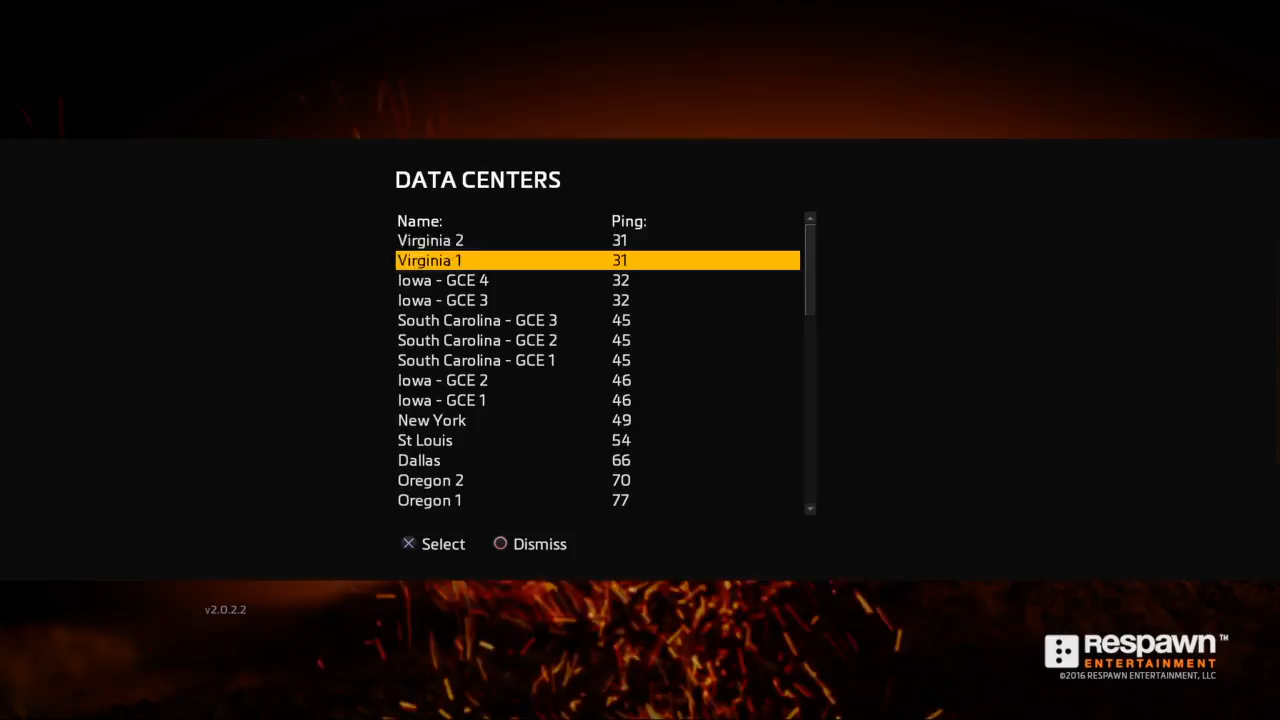 DATA CENTERS
Name: Ping:
Virginia 2 31
Virginia 1 31
Iowa - GCE 4 32
Iowa - GCE 3 32
South Carolina - GCE 3 45
South Carolina - GCE 2 45
South Carolina - GCE 1 45
Iowa - GCE 2 46
Iowa - GCE 1 46
New York 49
St Louis 54
Dallas 66
Oregon 2 70
Oregon 1 77
Select Dismiss
v2.0.2.2
Respawn™
ENTERTAINMENT
©2016 RESPAWN ENTERTAINMENT, LLC